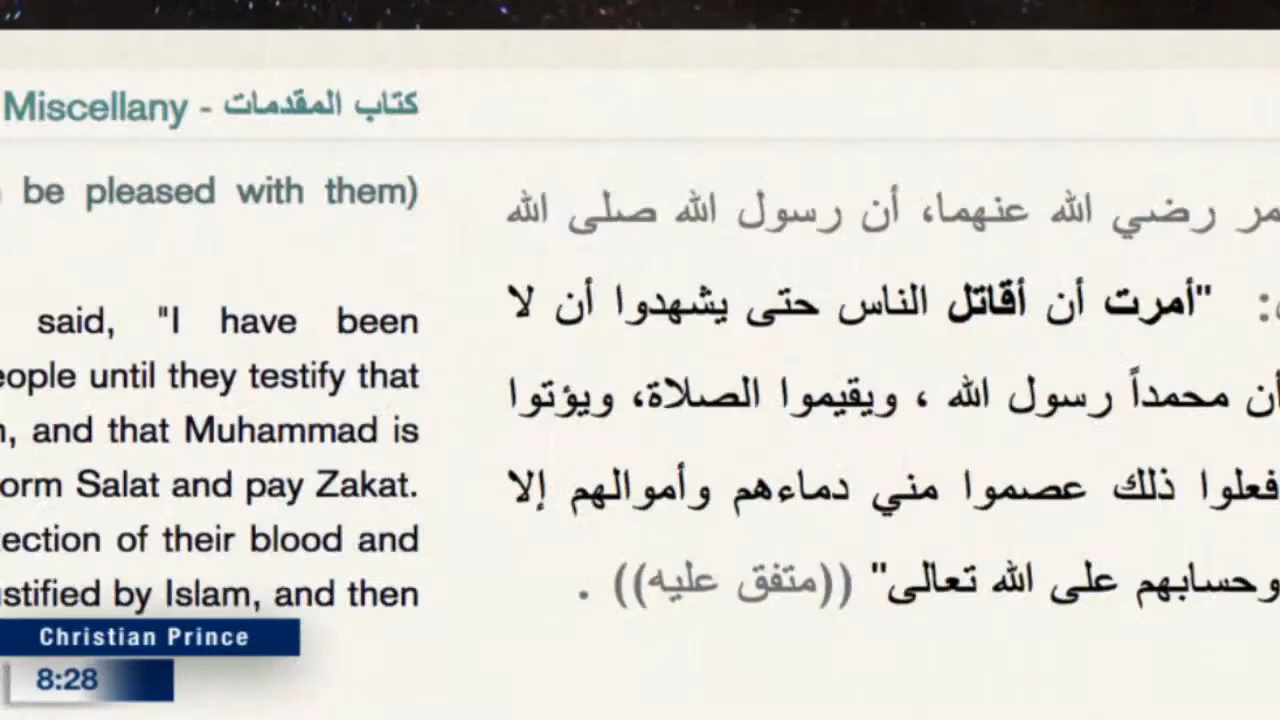 Miscellany - كتاب المقدمات
be pleased with them)
said, "I have been
eople until they testify that
, and that Muhammad is
orm Salat and pay Zakat.
ection of their blood and
stified by Islam, and then
مر رضي الله عنهما، أن رسول الله صلى الله
: "أمرت أن أقاتل الناس حتى يشهدوا أن لا
أن محمداً رسول الله ، ويقيموا الصلاة، ويؤتوا
فعلوا ذلك عصموا مني دماءهم وأموالهم إلا
وحسابهم على الله تعالى" ((متفق عليه)) .
Christian Prince
8:28